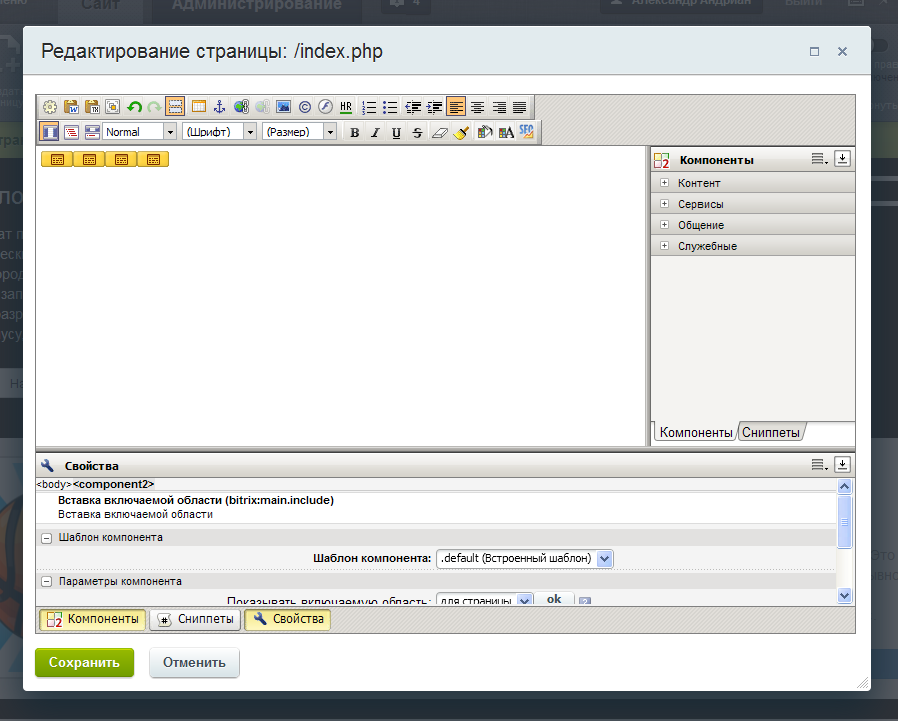 Сайт
Администрирование
4
Александр Андриан
Выйти
Редактирование страницы: /index.php
HR
Normal
(Шрифт)
(Размер)
B I U S
A
SEO
Компоненты
Контент
Сервисы
Общение
Служебные
Компоненты
Сниппеты
Свойства
<body><component2>
Вставка включаемой области (bitrix:main.include)
Вставка включаемой области
Шаблон компонента
Шаблон компонента: .default (Встроенный шаблон)
Параметры компонента
Показывать включаемую область: для страницы ok
Компоненты
Сниппеты
Свойства
Сохранить
Отменить